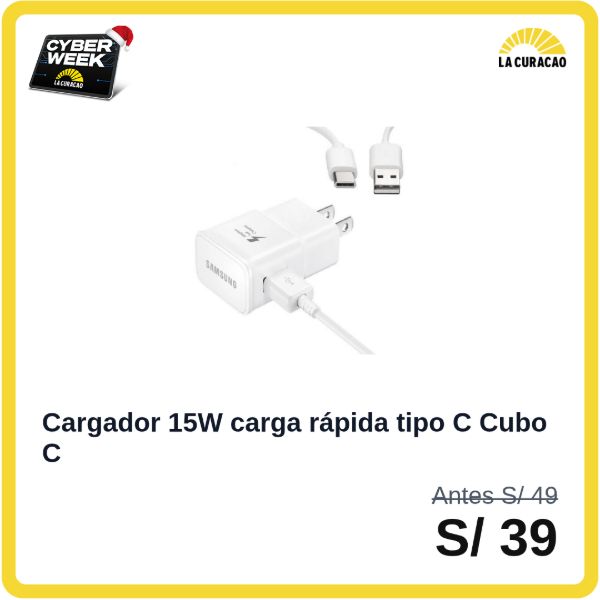 CYBER
WEEK
LA CURACAO
LA CURACAO
SAMSUNG
Cargador 15W carga rápida tipo C Cubo
C
Antes S/ 49
S/ 39